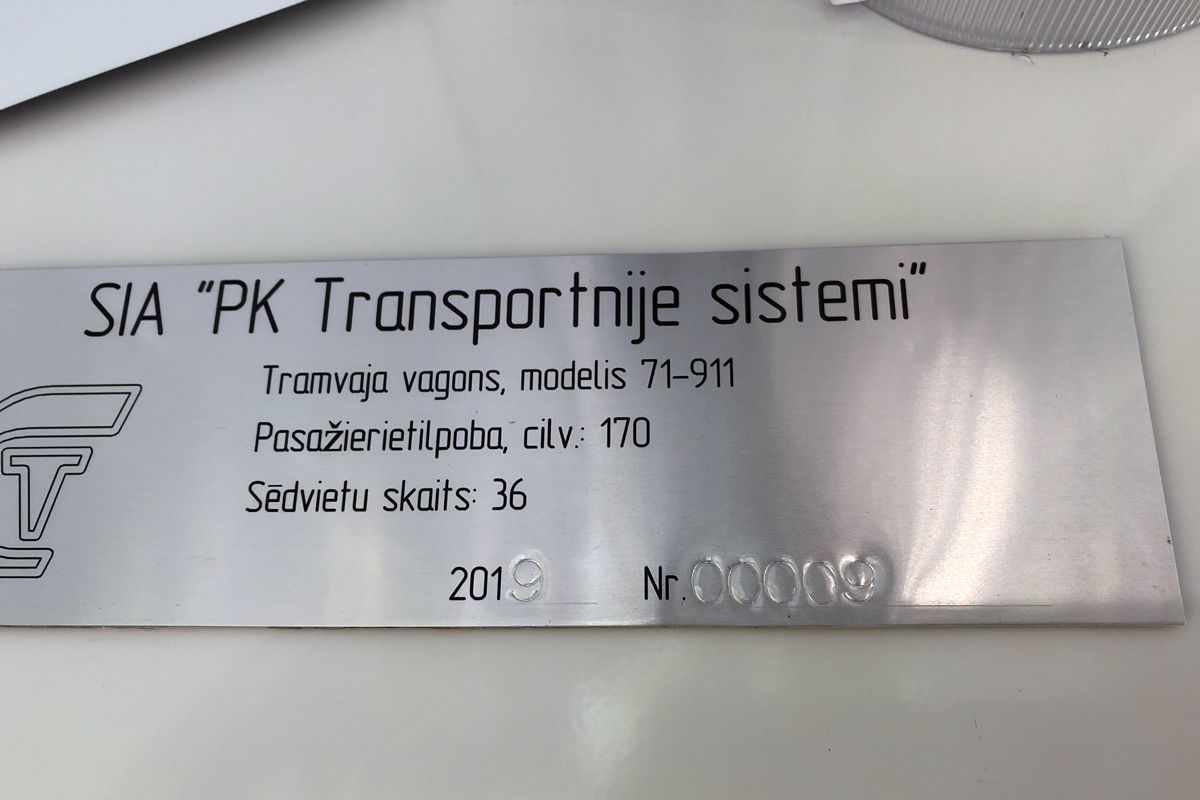 SIA "PK Transportnije sistemi"
Tramvaja vagons, modelis 71-911
Pasažierietilpoba, cilv.: 170
Sēdvietu skaits: 36
2019 Nr. 00009